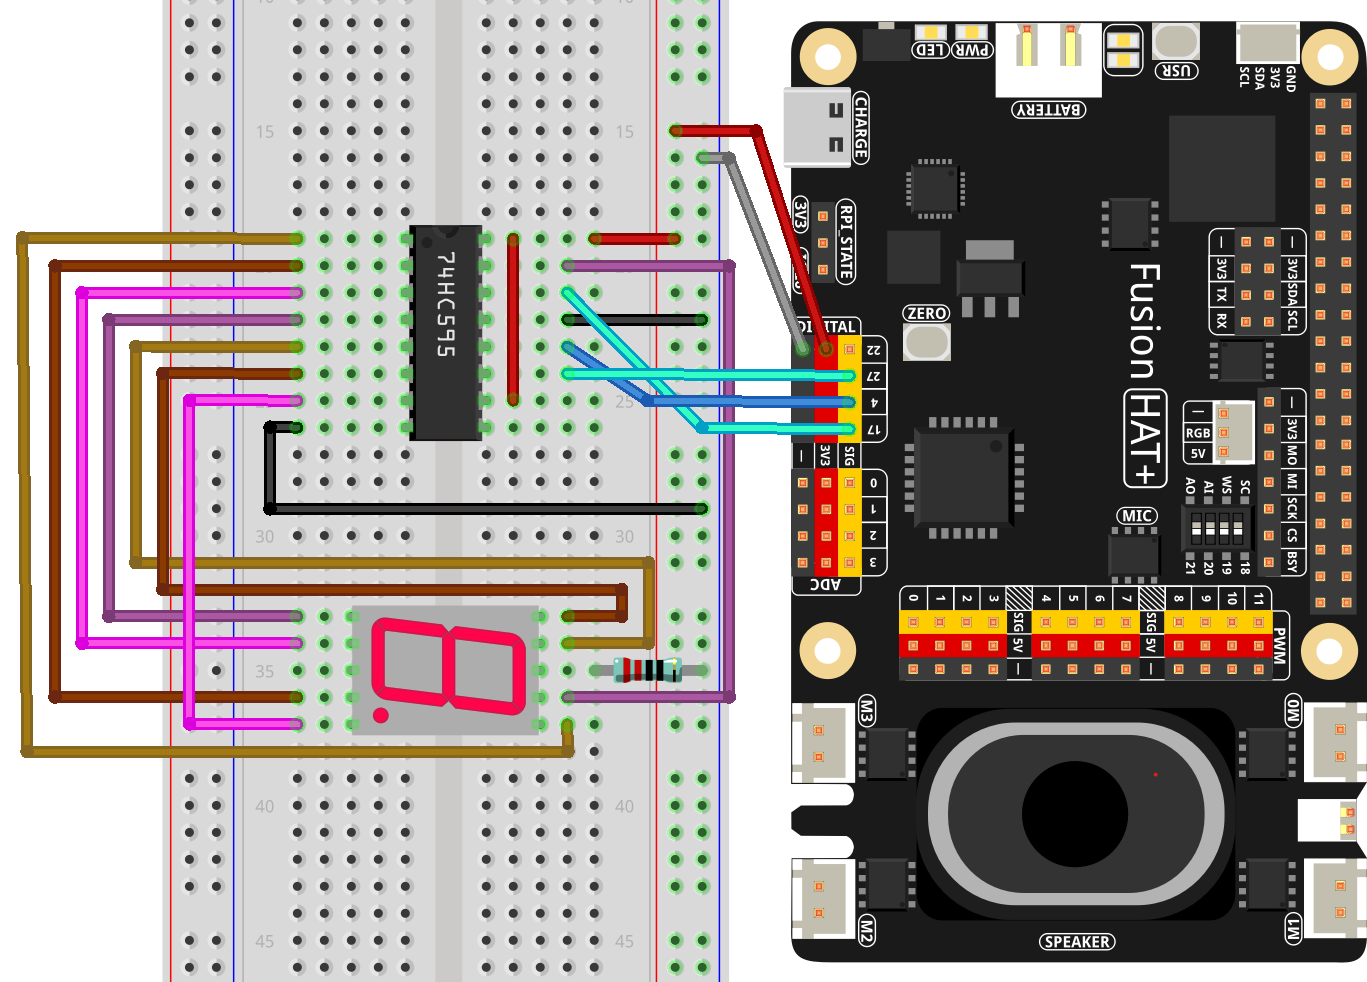 15
15
25
30
30
35
35
40
40
45
45
74HC595
LED
PWR
BATTERY
USR
SCL
SDA
3V3
GND
CHARGE
3V3
RPI_STATE
ZERO
DIGITAL
22
27
4
17
—
3V3
SIG
0
1
2
3
ADC
Fusion
HAT+
— —
3V3 3V3
TX SDA
RX SCL
—
RGB
5V
—
3V3
MO
MI
SCK
CS
BSY
AO AI WS SC
21 20 19 18
MIC
0 1 2 3 4 5 6 7 8 9 10 11
SIG 5V —
SIG 5V —
PWM
M3
M0
M2
M1
SPEAKER